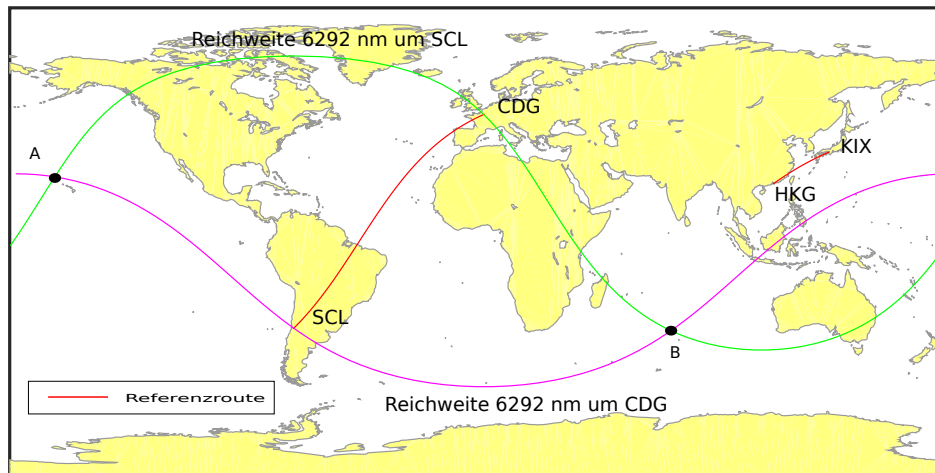 Reichweite 6292 nm um SCL
CDG
A
KIX
HKG
SCL
B
Referenzroute
Reichweite 6292 nm um CDG